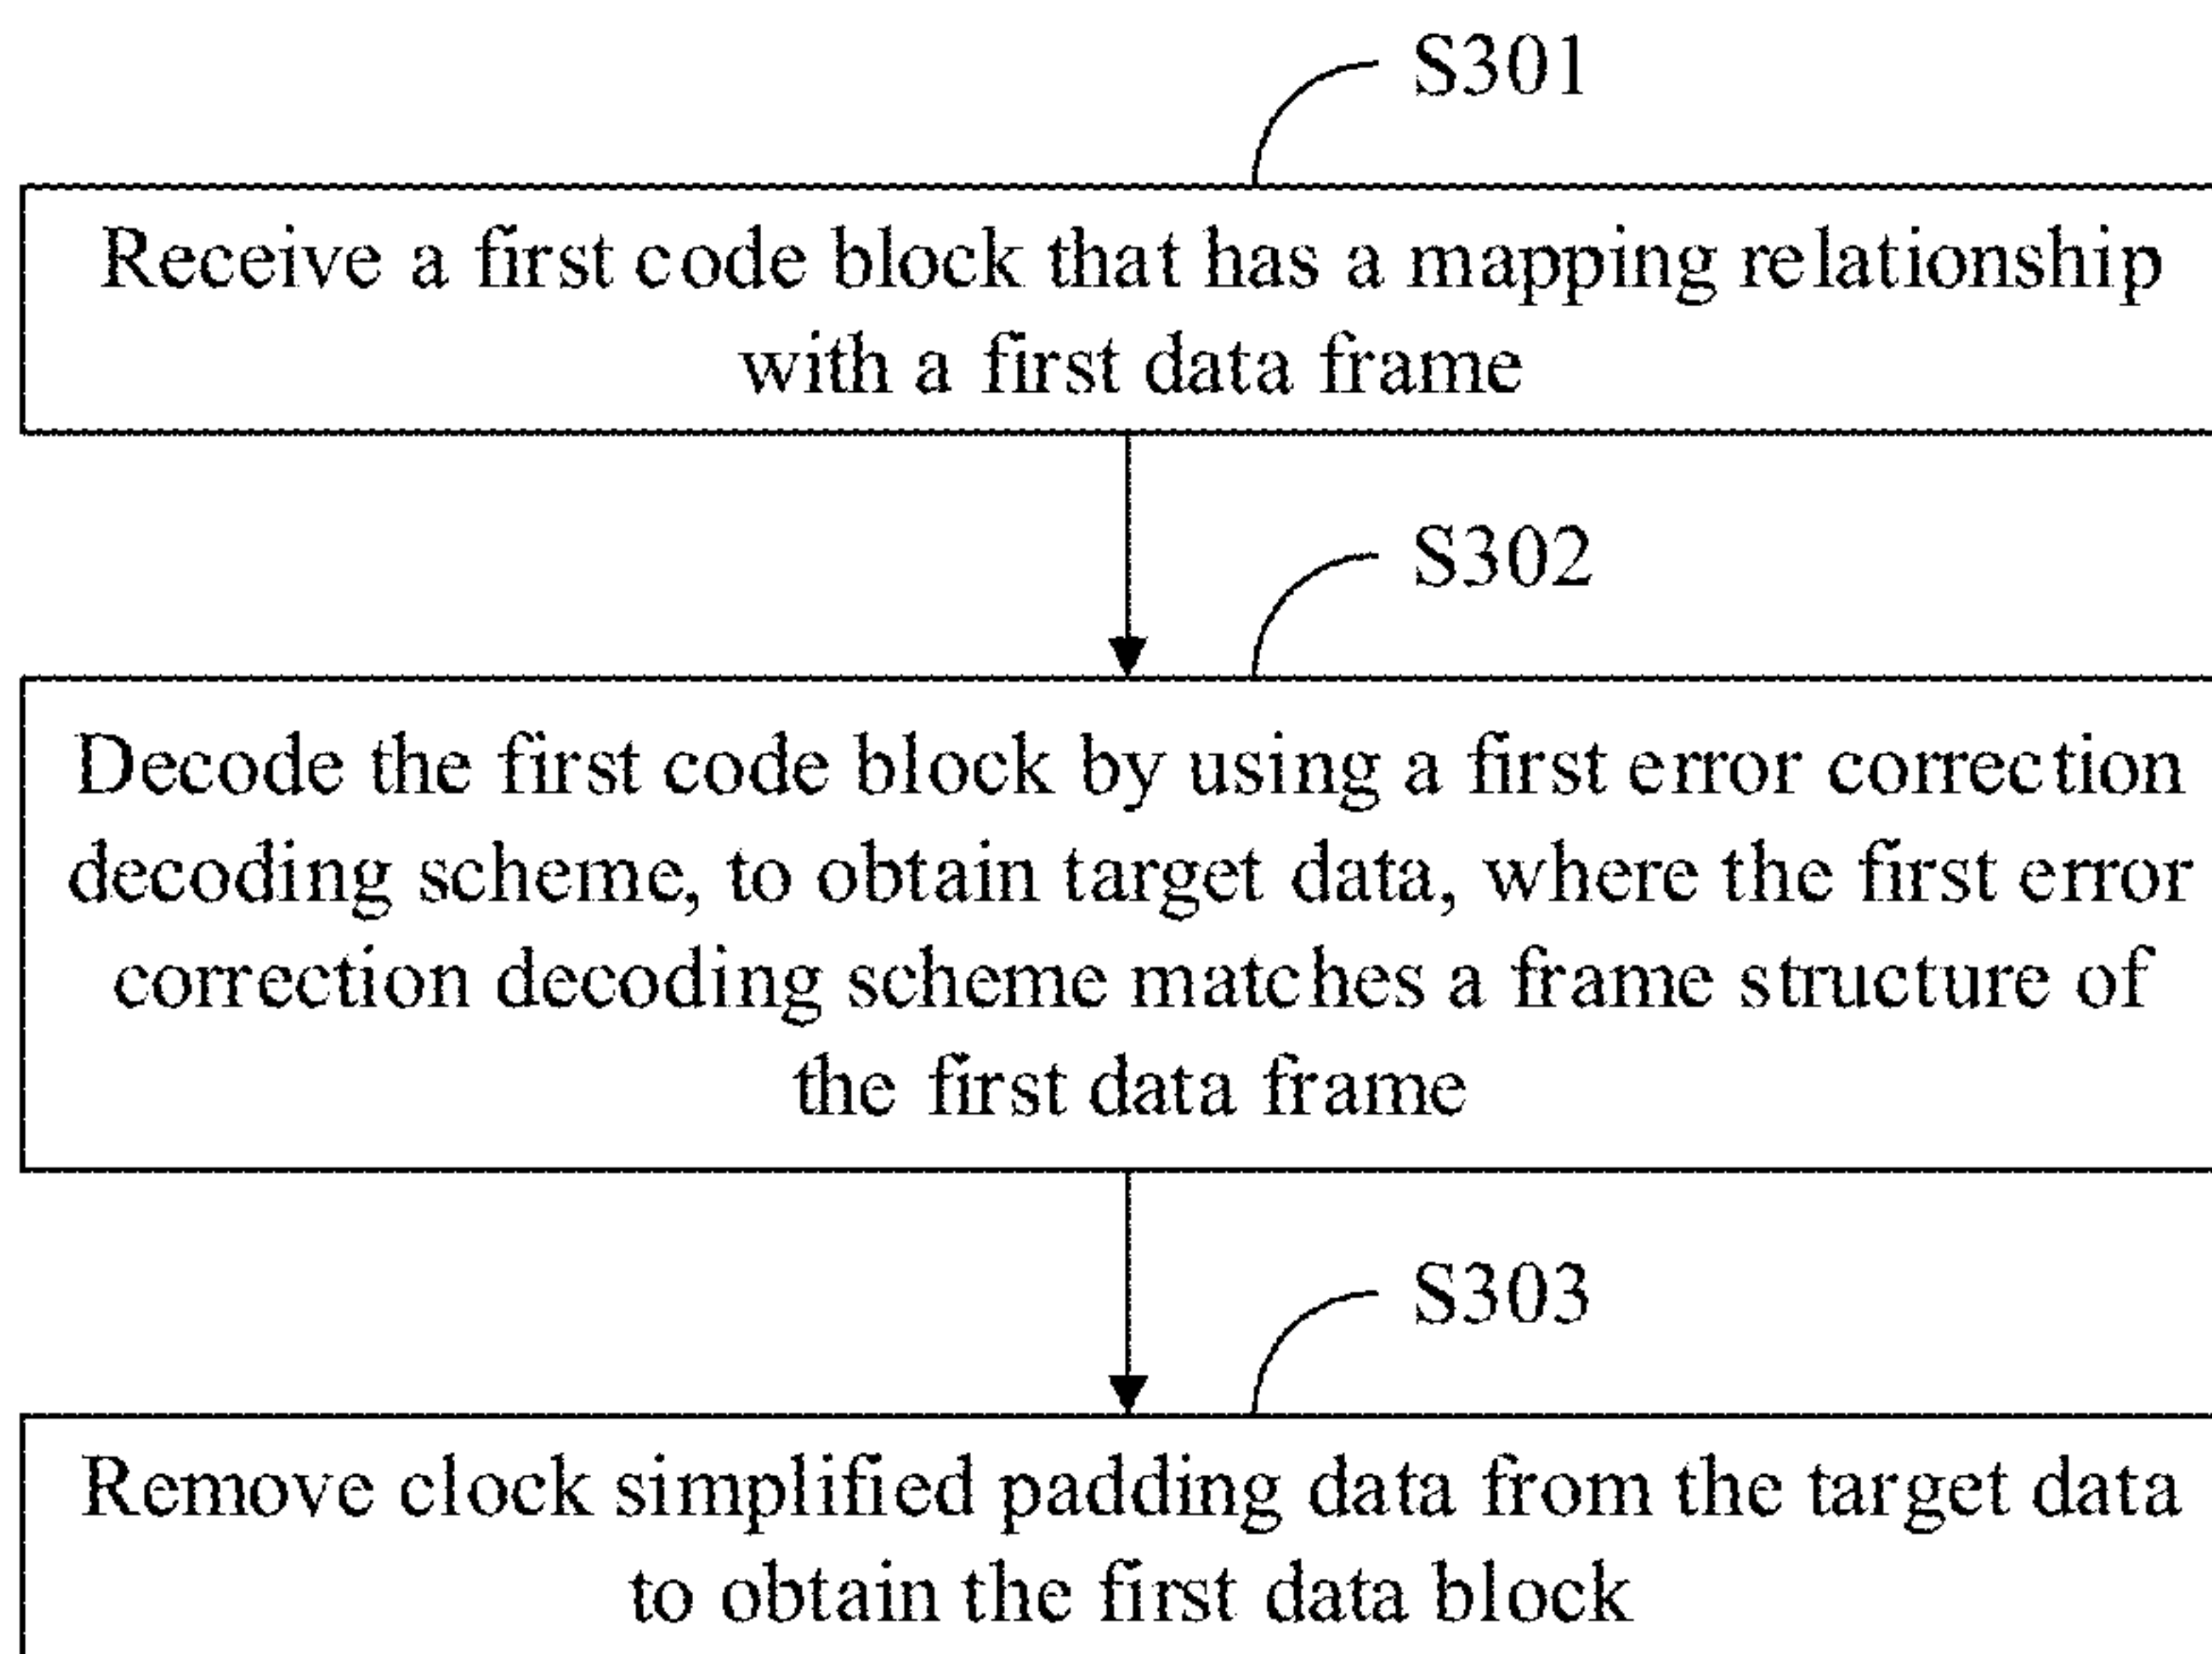 S301
Receive a first code block that has a mapping relationship
with a first data frame
S302
Decode the first code block by using a first error correction
decoding scheme, to obtain target data, where the first error
correction decoding scheme matches a frame structure of
the first data frame
S303
Remove clock simplified padding data from the target data
to obtain the first data block